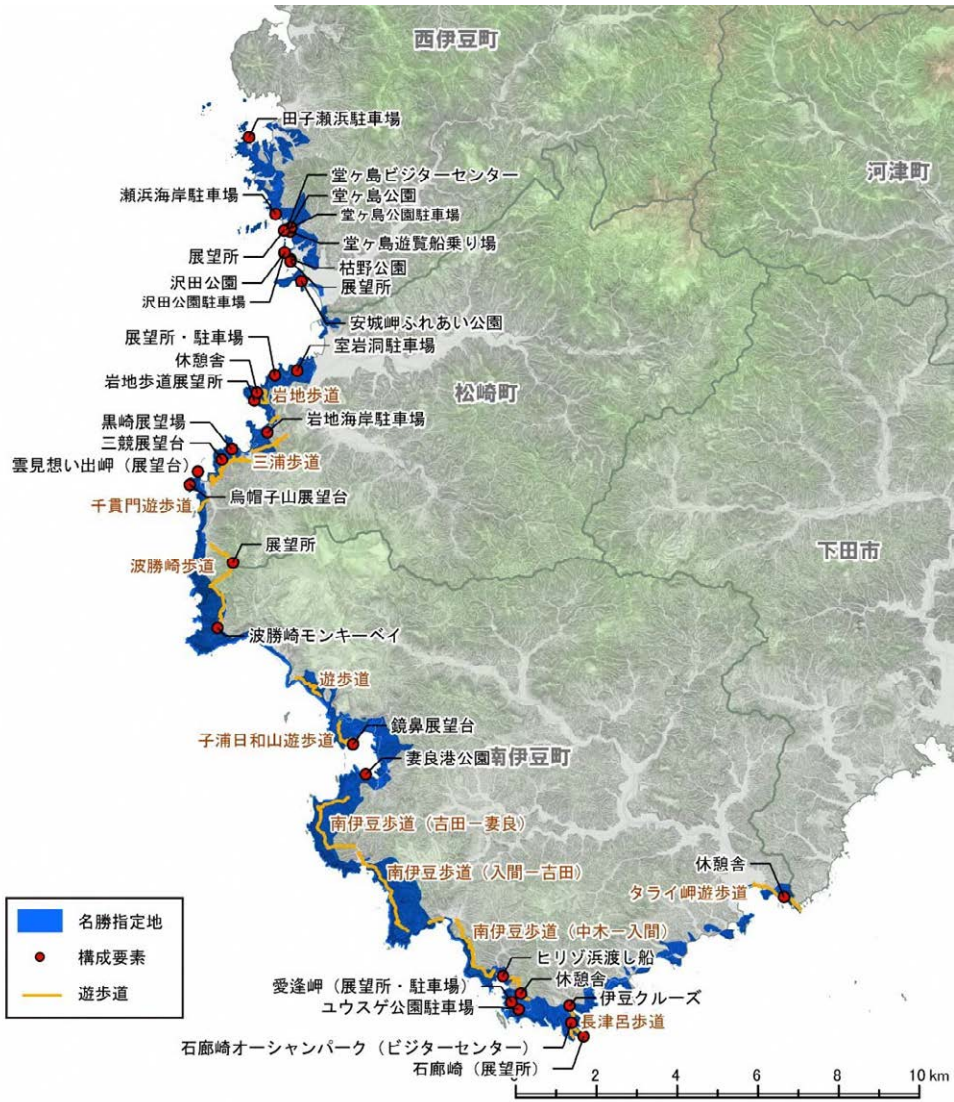 西伊豆町
田子瀬浜駐車場
堂ヶ島ビジターセンター
河津町
瀬浜海岸駐車場
堂ヶ島公園
堂ヶ島公園駐車場
堂ヶ島遊覧船乗り場
展望所
枯野公園
沢田公園
展望所
沢田公園駐車場
安城岬ふれあい公園
展望所・駐車場
室岩洞駐車場
休憩舎
岩地歩道展望所
岩地歩道
松崎町
黒崎展望場
岩地海岸駐車場
三競展望台
三浦歩道
雲見想い出岬（展望台）
烏帽子山展望台
千貫門遊歩道
展望所
下田市
波勝崎歩道
波勝崎モンキーベイ
遊歩道
鏡鼻展望台
子浦日和山遊歩道
南伊豆町
妻良港公園
南伊豆歩道（吉田－妻良）
休憩舎
南伊豆歩道（入間－吉田）
タライ岬遊歩道
名勝指定地
南伊豆歩道（中木－入間）
構成要素
ヒリゾ浜渡し船
遊歩道
愛逢岬（展望所・駐車場）
休憩舎
伊豆クルーズ
ユウスゲ公園駐車場
長津呂歩道
石廊崎オーシャンパーク（ビジターセンター）
石廊崎（展望所）
0 2 4 6 8 10 km